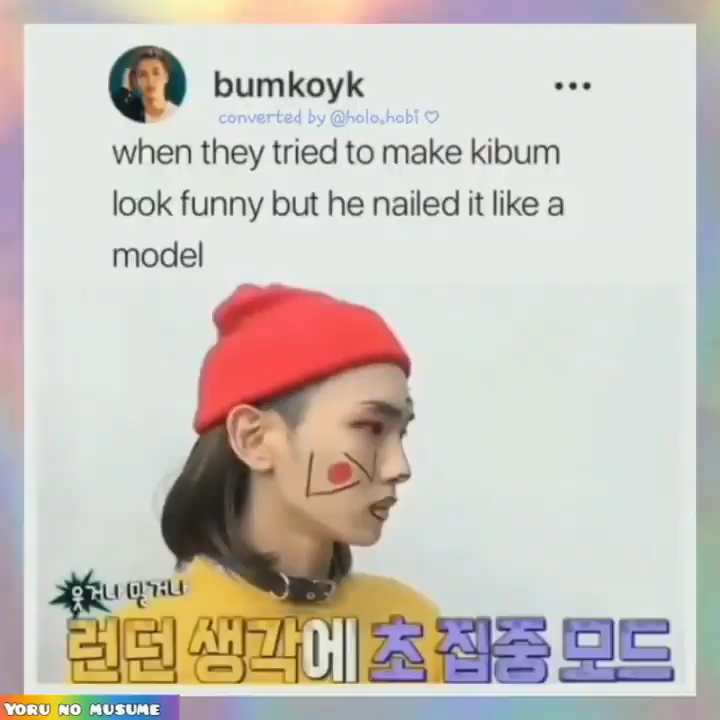 bumkoyk
converted by @holo.hobi ♡
when they tried to make kibum
look funny but he nailed it like a
model
웃거나 말거나
런던 생각에 초 집중 모드
YORU NO MUSUME